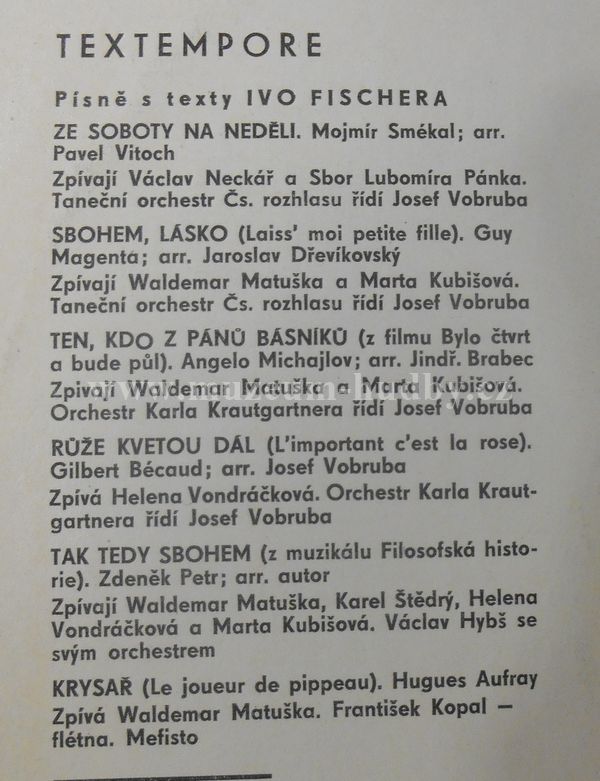 TEXTEMPORE
Písně s texty IVO FISCHERA
ZE SOBOTY NA NEDĚLI. Mojmír Smékal; arr.
Pavel Vitoch
Zpívají Václav Neckář a Sbor Lubomíra Pánka.
Taneční orchestr Čs. rozhlasu řídí Josef Vobruba
SBOHEM, LÁSKO (Laiss' moi petite fille). Guy
Magenta; arr. Jaroslav Dřevíkovský
Zpívají Waldemar Matuška a Marta Kubišová.
Taneční orchestr Čs. rozhlasu řídí Josef Vobruba
TEN, KDO Z PÁNŮ BÁSNÍKŮ (z filmu Bylo čtvrt
a bude půl). Angelo Michajlov; arr. Jindř. Brabec
Zpívají Waldemar Matuška a Marta Kubišová.
www.muzeum-hudby.cz
Orchestr Karla Krautgartnera řídí Josef Vobruba
RŮŽE KVETOU DÁL (L'important c'est la rose).
Gilbert Bécaud; arr. Josef Vobruba
Zpívá Helena Vondráčková. Orchestr Karla Kraut-
gartnera řídí Josef Vobruba
TAK TEDY SBOHEM (z muzikálu Filosofská histo-
rie). Zdeněk Petr; arr. autor
Zpívají Waldemar Matuška, Karel Štědrý, Helena
Vondráčková a Marta Kubišová. Václav Hybš se
svým orchestrem
KRYSAŘ (Le joueur de pippeau). Hugues Aufray
Zpívá Waldemar Matuška. František Kopal –
flétna. Mefisto